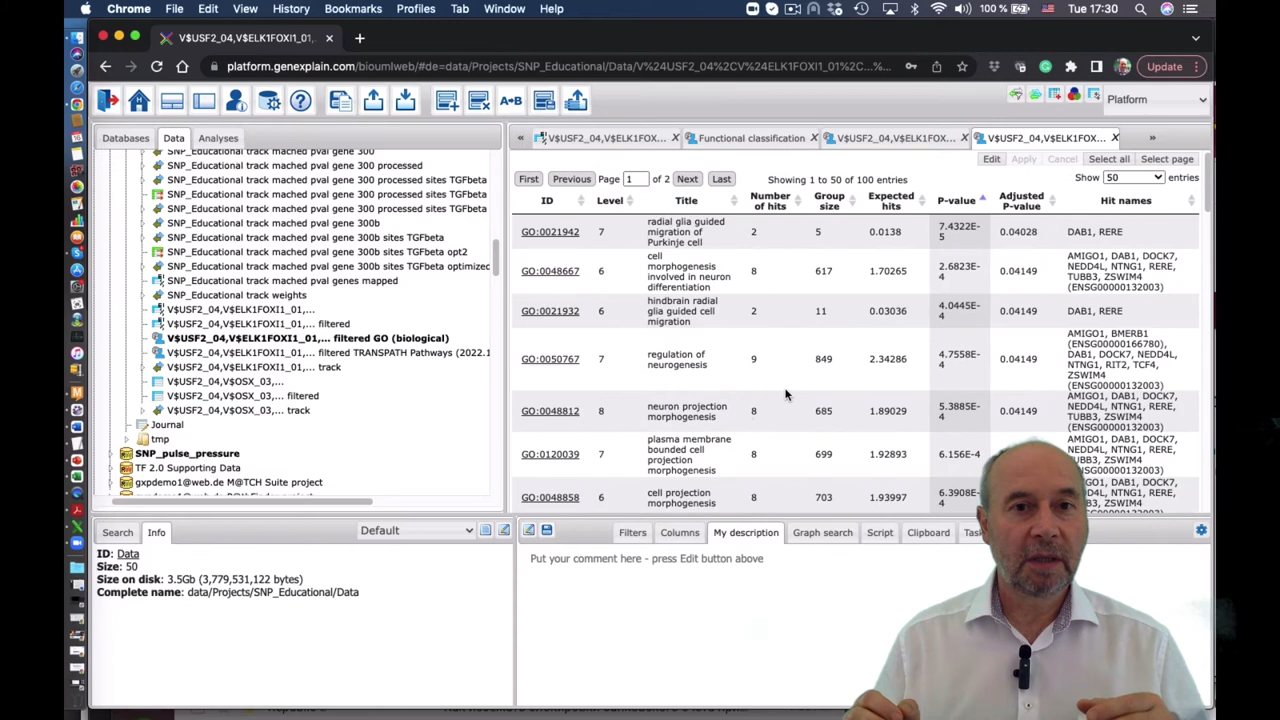 Chrome File Edit View History Bookmarks Profiles Tab Window Help 100 % Tue 17:30
V$USF2_04,V$ELK1FOXI1_01,...
platform.genexplain.com/bioumlweb/#de=data/Projects/SNP_Educational/Data/V%24USF2_04%2CV%24ELK1FOXI1_01%2C...%... Update
Platform
Databases Data Analyses
SNP_Educational track mached pval gene 300
SNP_Educational track mached pval gene 300 processed
SNP_Educational track mached pval gene 300 processed sites TGFbeta
SNP_Educational track mached pval gene 300 processed sites TGFbeta
SNP_Educational track mached pval gene 300 processed sites TGFbeta
SNP_Educational track mached pval gene 300b
SNP_Educational track mached pval gene 300b sites TGFbeta
SNP_Educational track mached pval gene 300b sites TGFbeta opt2
SNP_Educational track mached pval gene 300b sites TGFbeta optimized
SNP_Educational track mached pval genes mapped
SNP_Educational track weights
V$USF2_04,V$ELK1FOXI1_01,...
V$USF2_04,V$ELK1FOXI1_01,... filtered
V$USF2_04,V$ELK1FOXI1_01,... filtered GO (biological)
V$USF2_04,V$ELK1FOXI1_01,... filtered TRANSPATH Pathways (2022.1
V$USF2_04,V$ELK1FOXI1_01,... track
V$USF2_04,V$OSX_03,...
V$USF2_04,V$OSX_03,... filtered
V$USF2_04,V$OSX_03,... track
Journal
tmp
SNP_pulse_pressure
TF 2.0 Supporting Data
gxpdemo1@web.de M@TCH Suite project
Search Info Default
ID: Data
Size: 50
Size on disk: 3.5Gb (3,779,531,122 bytes)
Complete name: data/Projects/SNP_Educational/Data
« V$USF2_04,V$ELK1FOX... Functional classification V$USF2_04,V$ELK1FOX... V$USF2_04,V$ELK1FOX... »
Edit Apply Cancel Select all Select page
First Previous Page 1 of 2 Next Last Showing 1 to 50 of 100 entries Show 50 entries
ID Level Title Number of hits Group size Expected hits P-value Adjusted P-value Hit names
GO:0021942 7 radial glia guided migration of Purkinje cell 2 5 0.0138 7.4322E-5 0.04028 DAB1, RERE
GO:0048667 6 cell morphogenesis involved in neuron differentiation 8 617 1.70265 2.6823E-4 0.04149 AMIGO1, DAB1, DOCK7, NEDD4L, NTNG1, RERE, TUBB3, ZSWIM4 (ENSG00000132003)
GO:0021932 6 hindbrain radial glia guided cell migration 2 11 0.03036 4.0445E-4 0.04149 DAB1, RERE
GO:0050767 7 regulation of neurogenesis 9 849 2.34286 4.7558E-4 0.04149 AMIGO1, BMERB1 (ENSG00000166780), DAB1, DOCK7, NEDD4L, NTNG1, RIT2, TCF4, ZSWIM4 (ENSG00000132003)
GO:0048812 8 neuron projection morphogenesis 8 685 1.89029 5.3885E-4 0.04149 AMIGO1, DAB1, DOCK7, NEDD4L, NTNG1, RERE, TUBB3, ZSWIM4 (ENSG00000132003)
GO:0120039 7 plasma membrane bounded cell projection morphogenesis 8 699 1.92893 6.156E-4 AMIGO1, DAB1, DOCK7,
GO:0048858 6 cell projection morphogenesis 8 703 1.93997 6.3908E-4
Filters Columns My description Graph search Script Clipboard
Put your comment here - press Edit button above